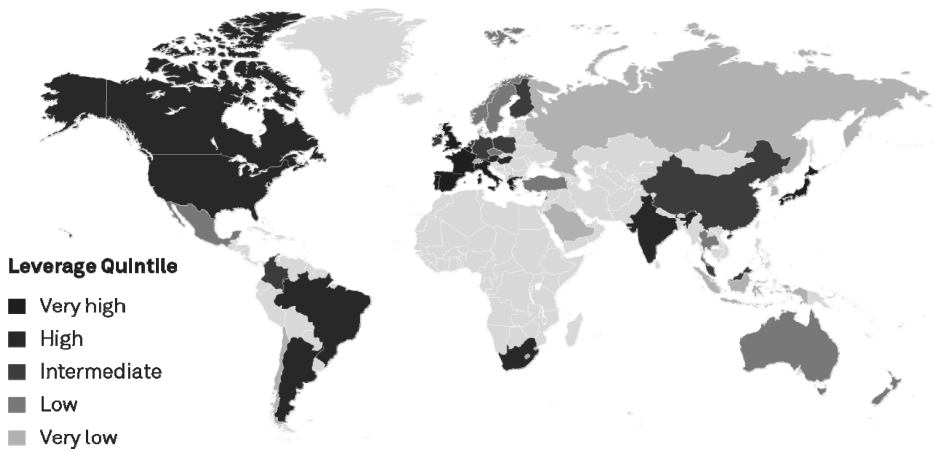 Leverage Quintile
Very high
High
Intermediate
Low
Very low